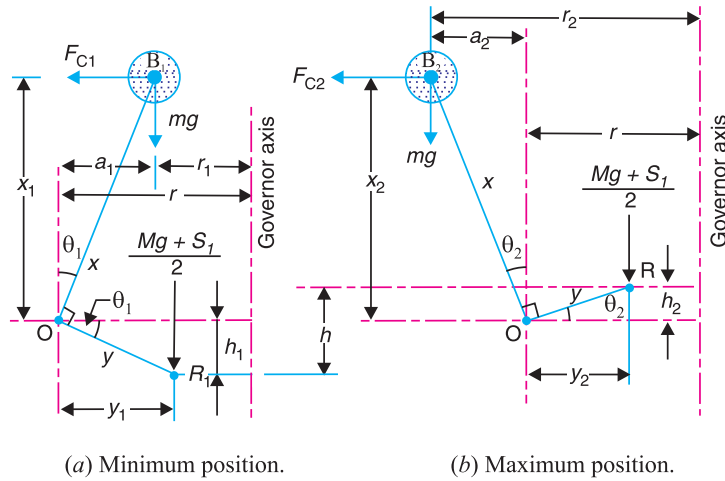 F_C1
B_1
mg
a_1
r_1
r
x_1
θ_1
x
Governor axis
Mg + S_1
2
θ_1
O
y
h_1
R_1
y_1
(a) Minimum position.
r_2
a_2
F_C2
B_2
mg
r
x_2
x
Governor axis
Mg + S_1
2
θ_2
R
y
θ_2
h_2
h
O
y_2
(b) Maximum position.